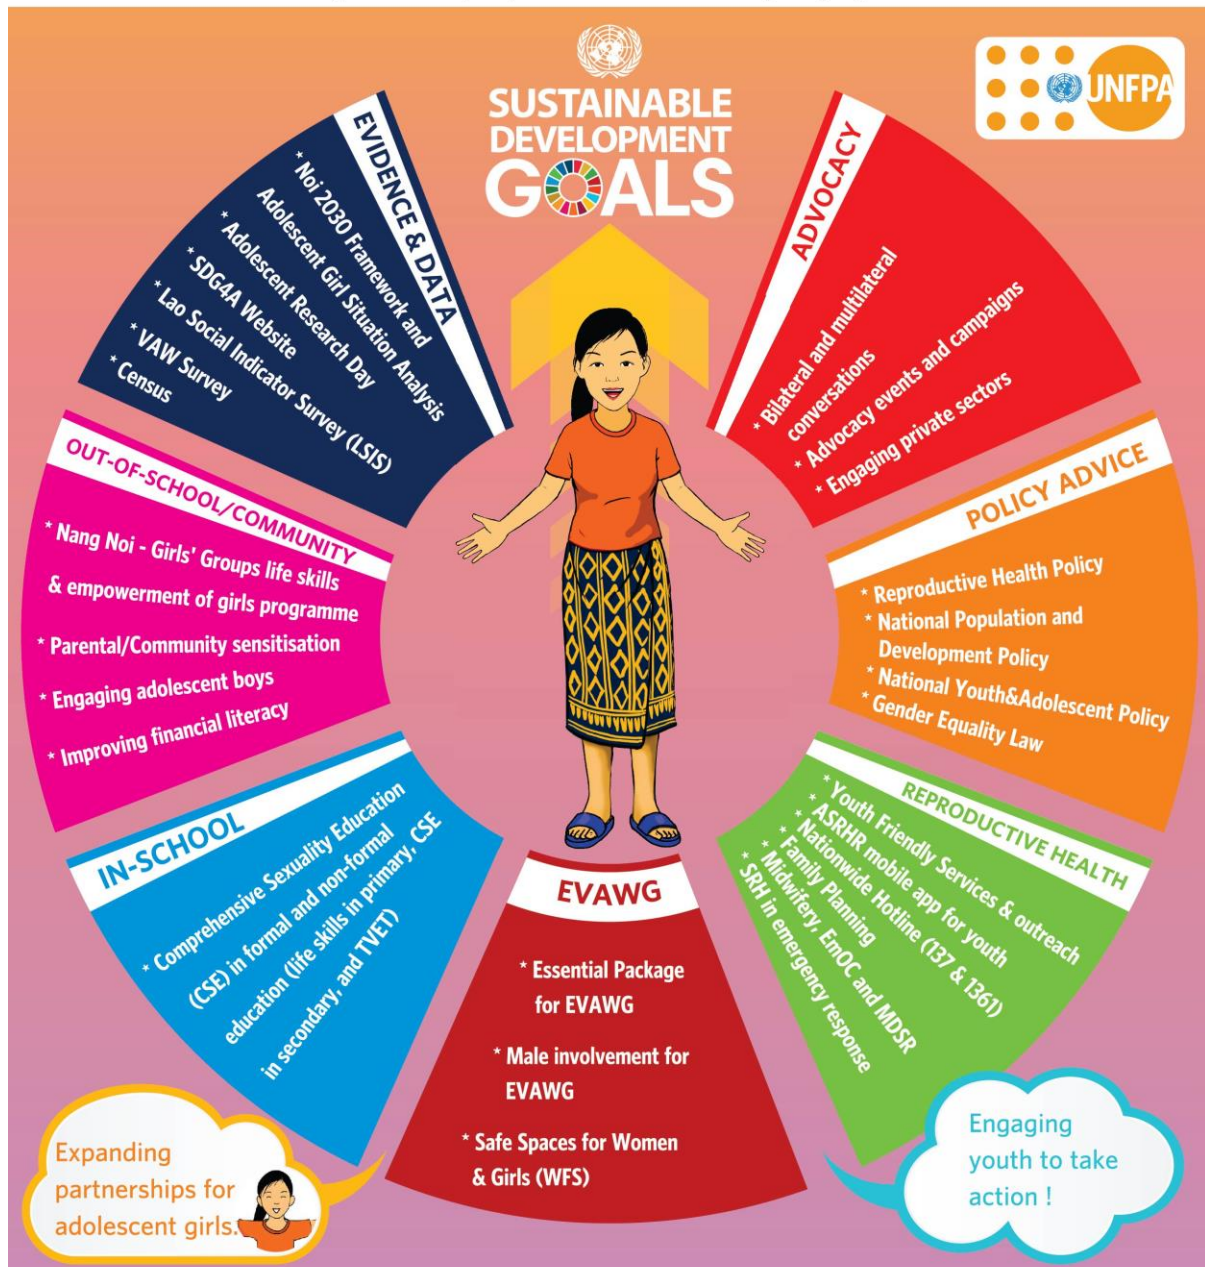 SUSTAINABLE
DEVELOPMENT
GOALS
UNFPA
EVIDENCE & DATA
* Noi 2030 Framework and
Adolescent Girl Situation Analysis
* Adolescent Research Day
* SDG4A Website
* Lao Social Indicator Survey (LSIS)
* VAW Survey
* Census
ADVOCACY
* Bilateral and multilateral
conversations
* Advocacy events and campaigns
* Engaging private sectors
OUT-OF-SCHOOL/COMMUNITY
* Nang Noi - Girls' Groups life skills
& empowerment of girls programme
* Parental/Community sensitisation
* Engaging adolescent boys
* Improving financial literacy
POLICY ADVICE
* Reproductive Health Policy
* National Population and
Development Policy
* National Youth&Adolescent Policy
* Gender Equality Law
IN-SCHOOL
* Comprehensive Sexuality Education
(CSE) in formal and non-formal
education (life skills in primary, CSE
in secondary, and TVET)
EVAWG
* Essential Package
for EVAWG
* Male involvement for
EVAWG
* Safe Spaces for Women
& Girls (WFS)
REPRODUCTIVE HEALTH
* Youth Friendly Services & outreach
* ASRHR mobile app for youth
* Nationwide Hotline (137 & 1361)
* Family Planning
* Midwifery, EmOC and MDSR
* SRH in emergency response
Expanding
partnerships for
adolescent girls.
Engaging
youth to take
action !